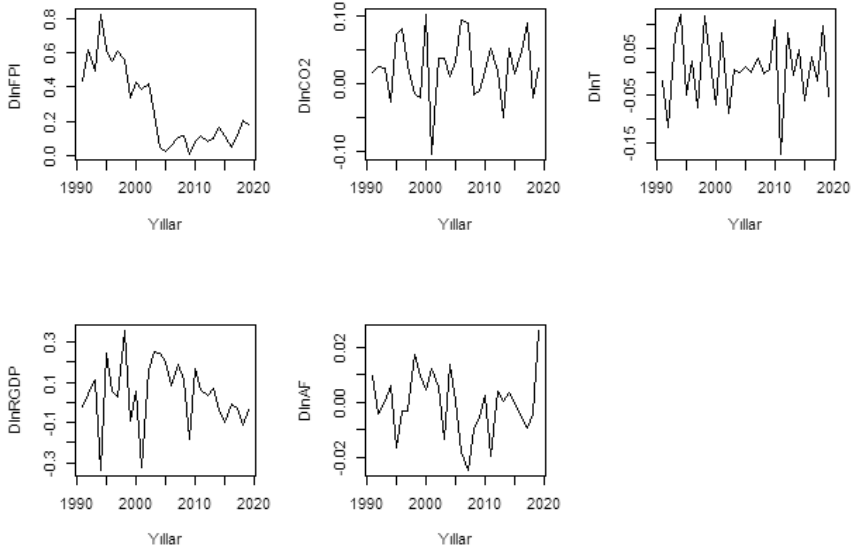 DlnFPI
0.0 0.2 0.4 0.6 0.8
1990 2000 2010 2020
Yıllar
DlnCO2
-0.10 0.00 0.10
1990 2000 2010 2020
Yıllar
DlnT
-0.15 -0.05 0.05
1990 2000 2010 2020
Yıllar
DlnRGDP
-0.3 -0.1 0.1 0.3
1990 2000 2010 2020
Yıllar
DlnAF
-0.02 0.00 0.02
1990 2000 2010 2020
Yıllar